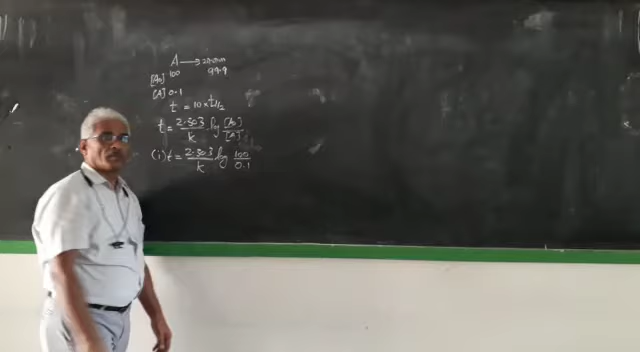 A ⟶
[A₀] 100 99.9
[A] 0.1
t = 10 × t1/2
t = 2.303/k log [A₀]/[A]
(i) t = 2.303/k log 100/0.1